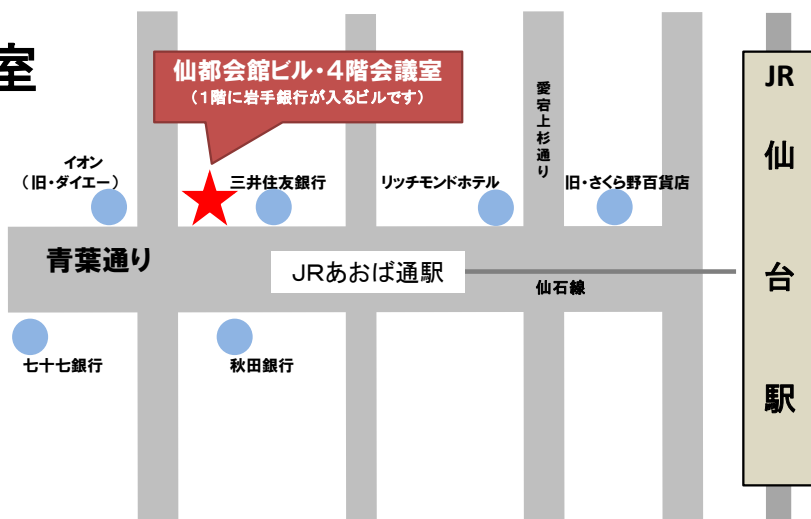 室
仙都会館ビル・４階会議室
（１階に岩手銀行が入るビルです）
JR
仙
台
駅
愛宕上杉通り
イオン
（旧・ダイエー）
三井住友銀行
リッチモンドホテル
旧・さくら野百貨店
青葉通り
JRあおば通駅
仙石線
七十七銀行
秋田銀行